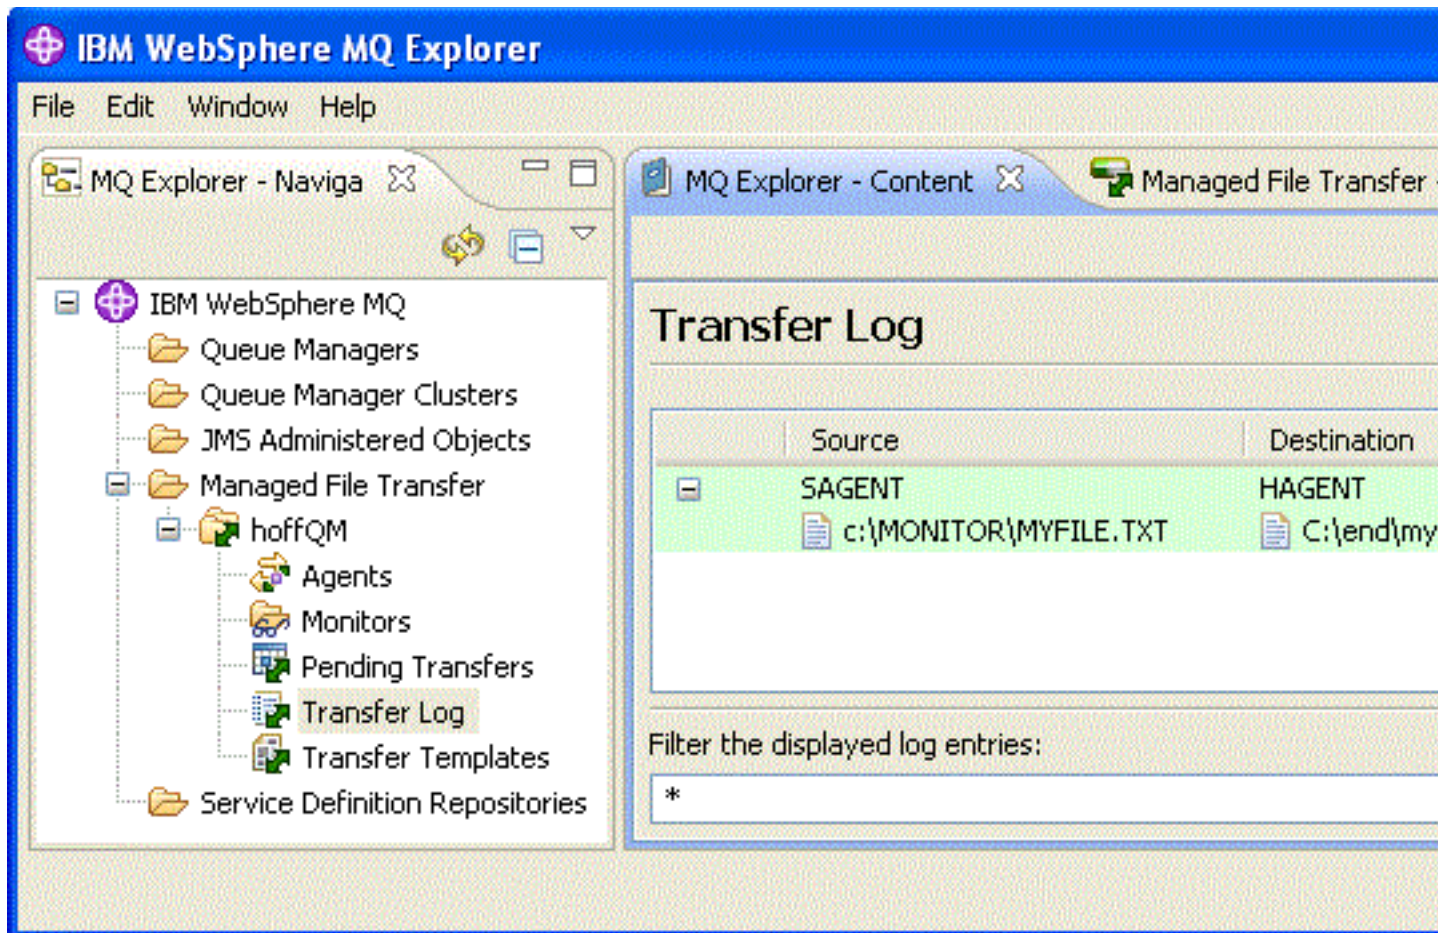 IBM WebSphere MQ Explorer
File Edit Window Help
MQ Explorer - Naviga
IBM WebSphere MQ
Queue Managers
Queue Manager Clusters
JMS Administered Objects
Managed File Transfer
hoffQM
Agents
Monitors
Pending Transfers
Transfer Log
Transfer Templates
Service Definition Repositories
MQ Explorer - Content Managed File Transfer -
Transfer Log
Source Destination
SAGENT HAGENT
c:\MONITOR\MYFILE.TXT C:\end\my
Filter the displayed log entries:
*